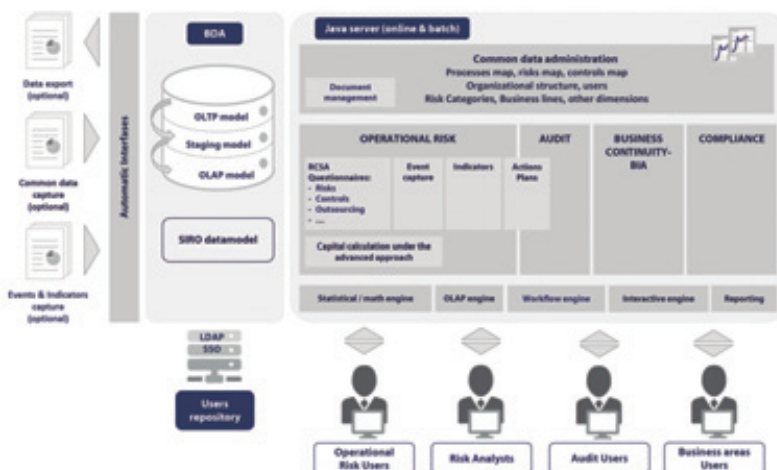 Data export
(optional)
Common data
capture
(optional)
Events & Indicators
capture
(optional)
Automatic Interfaces
BDA
OLTP model
Staging model
OLAP model
SIRO datamodel
LDAP
SSO
Users
repository
Java server (online & batch)
Common data administration
Processes map, risks map, controls map
Organizational structure, users
Risk Categories, Business lines, other dimensions
Document
management
OPERATIONAL RISK
RCSA
Questionnaires:
- Risks
- Controls
- Outsourcing
- ....
Event
capture
Indicators
Actions
Plans
Capital calculation under the
advanced approach
AUDIT
BUSINESS
CONTINUITY-
BIA
COMPLIANCE
Statistical / math engine
OLAP engine
Workflow engine
Interactive engine
Reporting
Operational
Risk Users
Risk Analysts
Audit Users
Business areas
Users